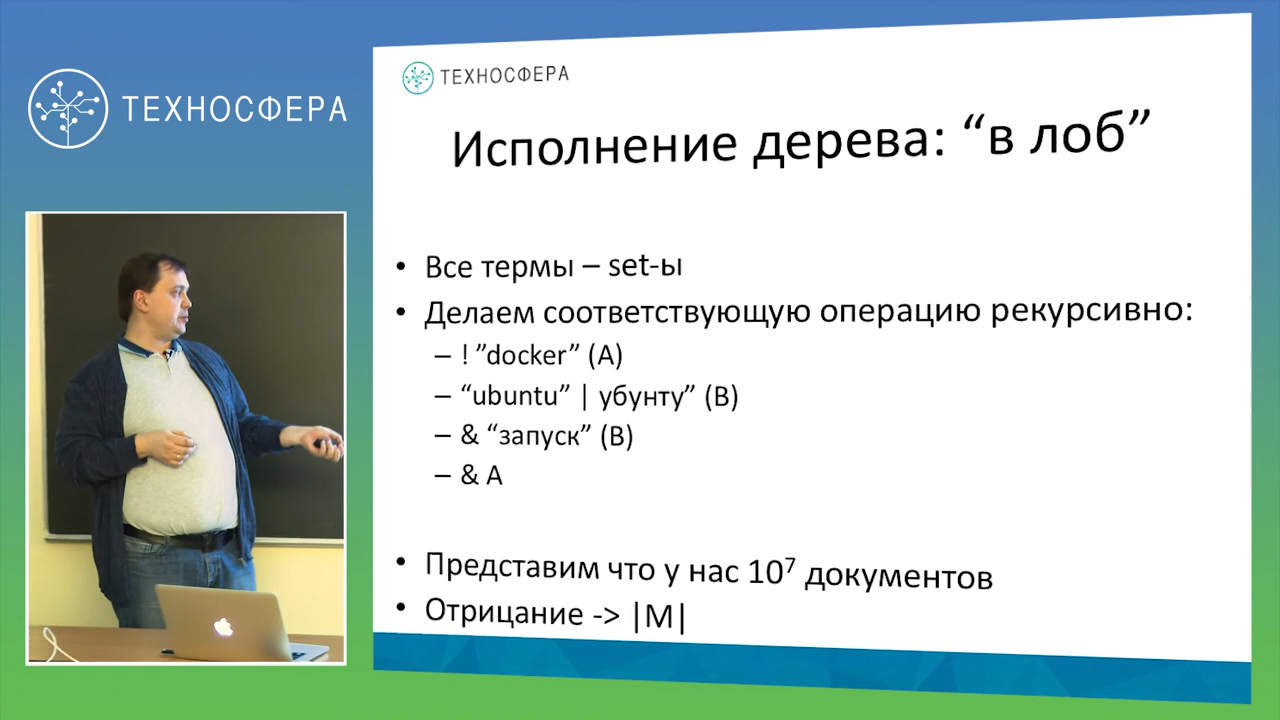 ТЕХНОСФЕРА
ТЕХНОСФЕРА
Исполнение дерева: “в лоб”
• Все термы – set-ы
• Делаем соответствующую операцию рекурсивно:
– ! ”docker” (A)
– “ubuntu” | убунту” (B)
– & “запуск” (B)
– & A
• Представим что у нас 10⁷ документов
• Отрицание -> |M|